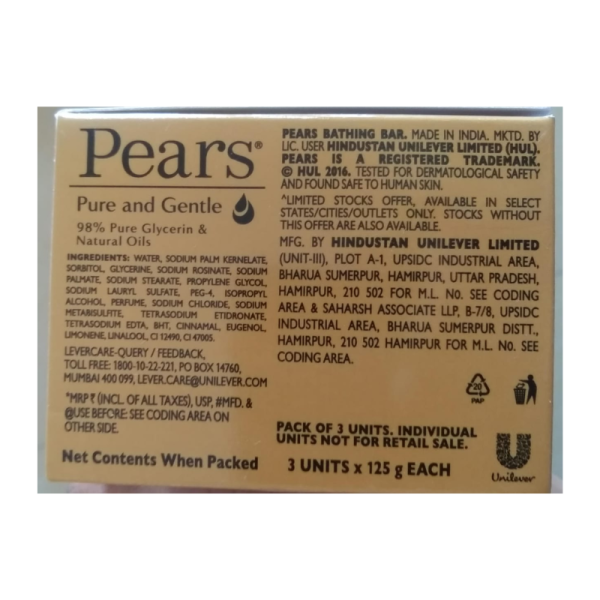 Pears®
Pure and Gentle
98% Pure Glycerin &
Natural Oils
INGREDIENTS: WATER, SODIUM PALM KERNELATE,
SORBITOL, GLYCERINE, SODIUM ROSINATE, SODIUM
PALMATE, SODIUM STEARATE, PROPYLENE GLYCOL,
SODIUM LAURYL SULFATE, PEG-4, ISOPROPYL
ALCOHOL, PERFUME, SODIUM CHLORIDE, SODIUM
METABISULFITE, TETRASODIUM ETIDRONATE,
TETRASODIUM EDTA, BHT, CINNAMAL, EUGENOL,
LIMONENE, LINALOOL, CI 12490, CI 47005.
LEVERCARE-QUERY / FEEDBACK,
TOLL FREE: 1800-10-22-221, PO BOX 14760,
MUMBAI 400 099, LEVER.CARE@UNILEVER.COM
*MRP ₹ (INCL. OF ALL TAXES), USP, #MFD. &
@USE BEFORE: SEE CODING AREA ON
OTHER SIDE.
Net Contents When Packed
PEARS BATHING BAR. MADE IN INDIA. MKTD. BY
LIC. USER HINDUSTAN UNILEVER LIMITED (HUL).
PEARS IS A REGISTERED TRADEMARK.
© HUL 2016. TESTED FOR DERMATOLOGICAL SAFETY
AND FOUND SAFE TO HUMAN SKIN.
^LIMITED STOCKS OFFER, AVAILABLE IN SELECT
STATES/CITIES/OUTLETS ONLY. STOCKS WITHOUT
THIS OFFER ARE ALSO AVAILABLE.
MFG. BY HINDUSTAN UNILEVER LIMITED
(UNIT-III), PLOT A-1, UPSIDC INDUSTRIAL AREA,
BHARUA SUMERPUR, HAMIRPUR, UTTAR PRADESH,
HAMIRPUR, 210 502 FOR M.L. No. SEE CODING
AREA & SAHARSH ASSOCIATE LLP, B-7/8, UPSIDC
INDUSTRIAL AREA, BHARUA SUMERPUR DISTT.,
HAMIRPUR, 210 502 HAMIRPUR FOR M.L. No. SEE
CODING AREA.
20
PAP
PACK OF 3 UNITS. INDIVIDUAL
UNITS NOT FOR RETAIL SALE.
3 UNITS x 125 g EACH
Unilever